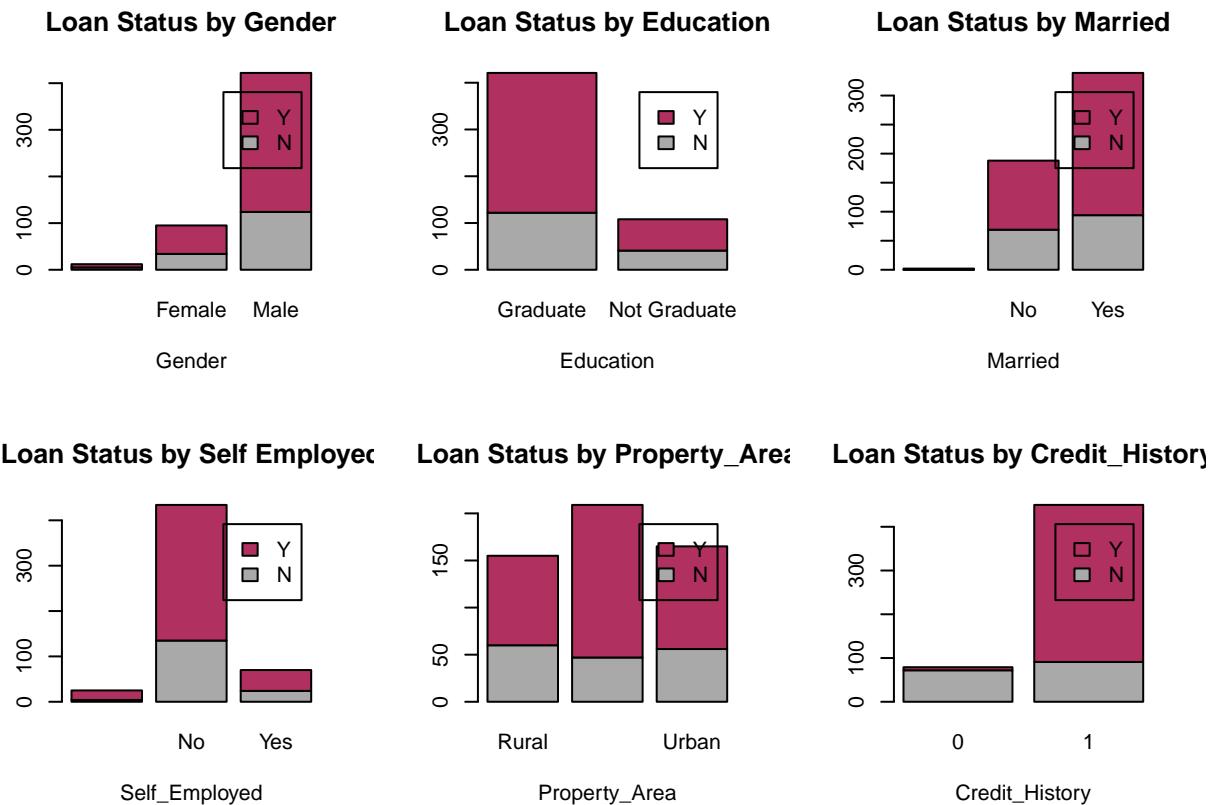 Loan Status by Gender
400
300
200
100
0
Y
N
Female Male
Gender
Loan Status by Education
Y
N
300
100
0
Graduate Not Graduate
Education
Loan Status by Married
Y
N
300
200
100
0
No Yes
Married
Loan Status by Self Employed
Y
N
300
100
0
No Yes
Self_Employed
Loan Status by Property_Area
Y
N
150
50
0
Rural Urban
Property_Area
Loan Status by Credit_History
Y
N
300
100
0
0 1
Credit_History